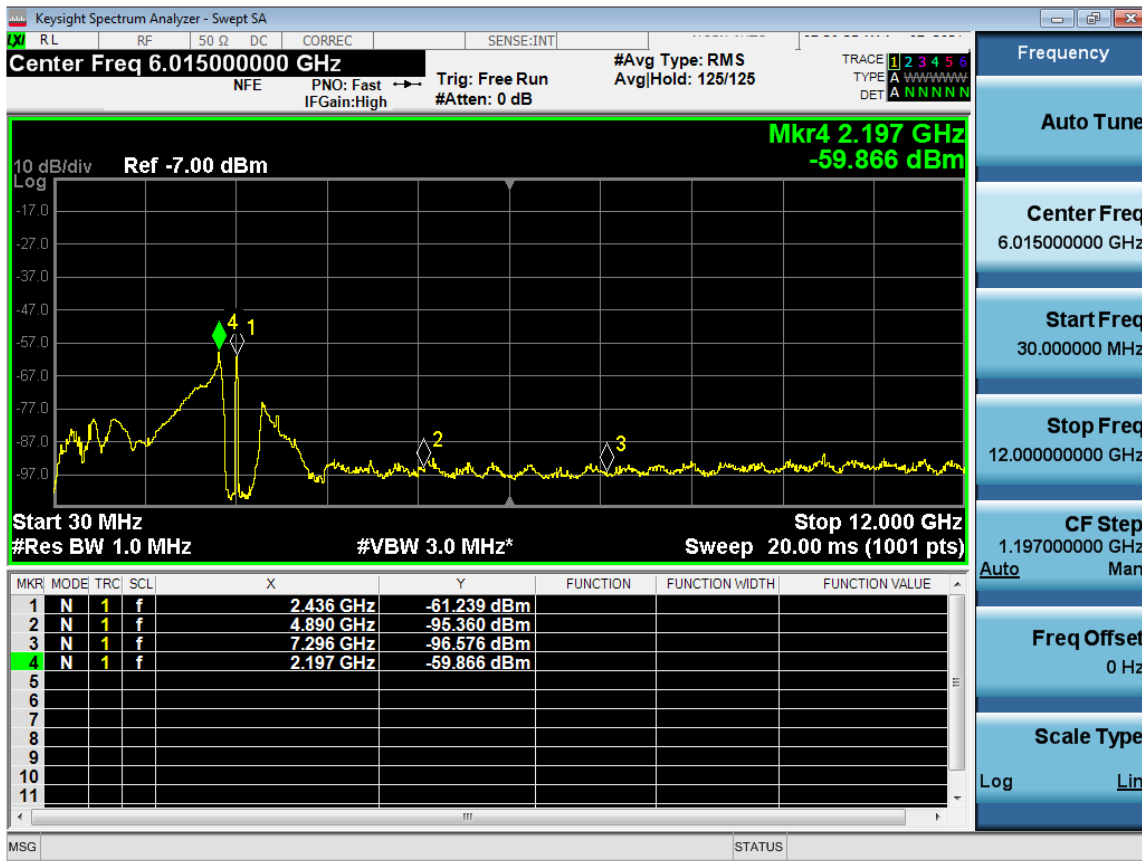 Keysight Spectrum Analyzer - Swept SA
LXI RL RF 50 Ω DC CORREC SENSE:INT
Center Freq 6.015000000 GHz
NFE PNO: Fast Trig: Free Run #Avg Type: RMS TRACE 1 2 3 4 5 6
IFGain:High #Atten: 0 dB Avg|Hold: 125/125 TYPE A WWWWW
DET A N N N N N
Mkr4 2.197 GHz
-59.866 dBm
10 dB/div Ref -7.00 dBm
Log
-17.0
-27.0
-37.0
-47.0
-57.0
-67.0
-77.0
-87.0
-97.0
4 1
2
3
Start 30 MHz Stop 12.000 GHz
#Res BW 1.0 MHz #VBW 3.0 MHz* Sweep 20.00 ms (1001 pts)
MKR MODE TRC SCL X Y FUNCTION FUNCTION WIDTH FUNCTION VALUE
1 N 1 f 2.436 GHz -61.239 dBm
2 N 1 f 4.890 GHz -95.360 dBm
3 N 1 f 7.296 GHz -96.576 dBm
4 N 1 f 2.197 GHz -59.866 dBm
5
6
7
8
9
10
11
MSG STATUS
Frequency
Auto Tune
Center Freq
6.015000000 GHz
Start Freq
30.000000 MHz
Stop Freq
12.000000000 GHz
CF Step
1.197000000 GHz
Auto Man
Freq Offset
0 Hz
Scale Type
Log Lin